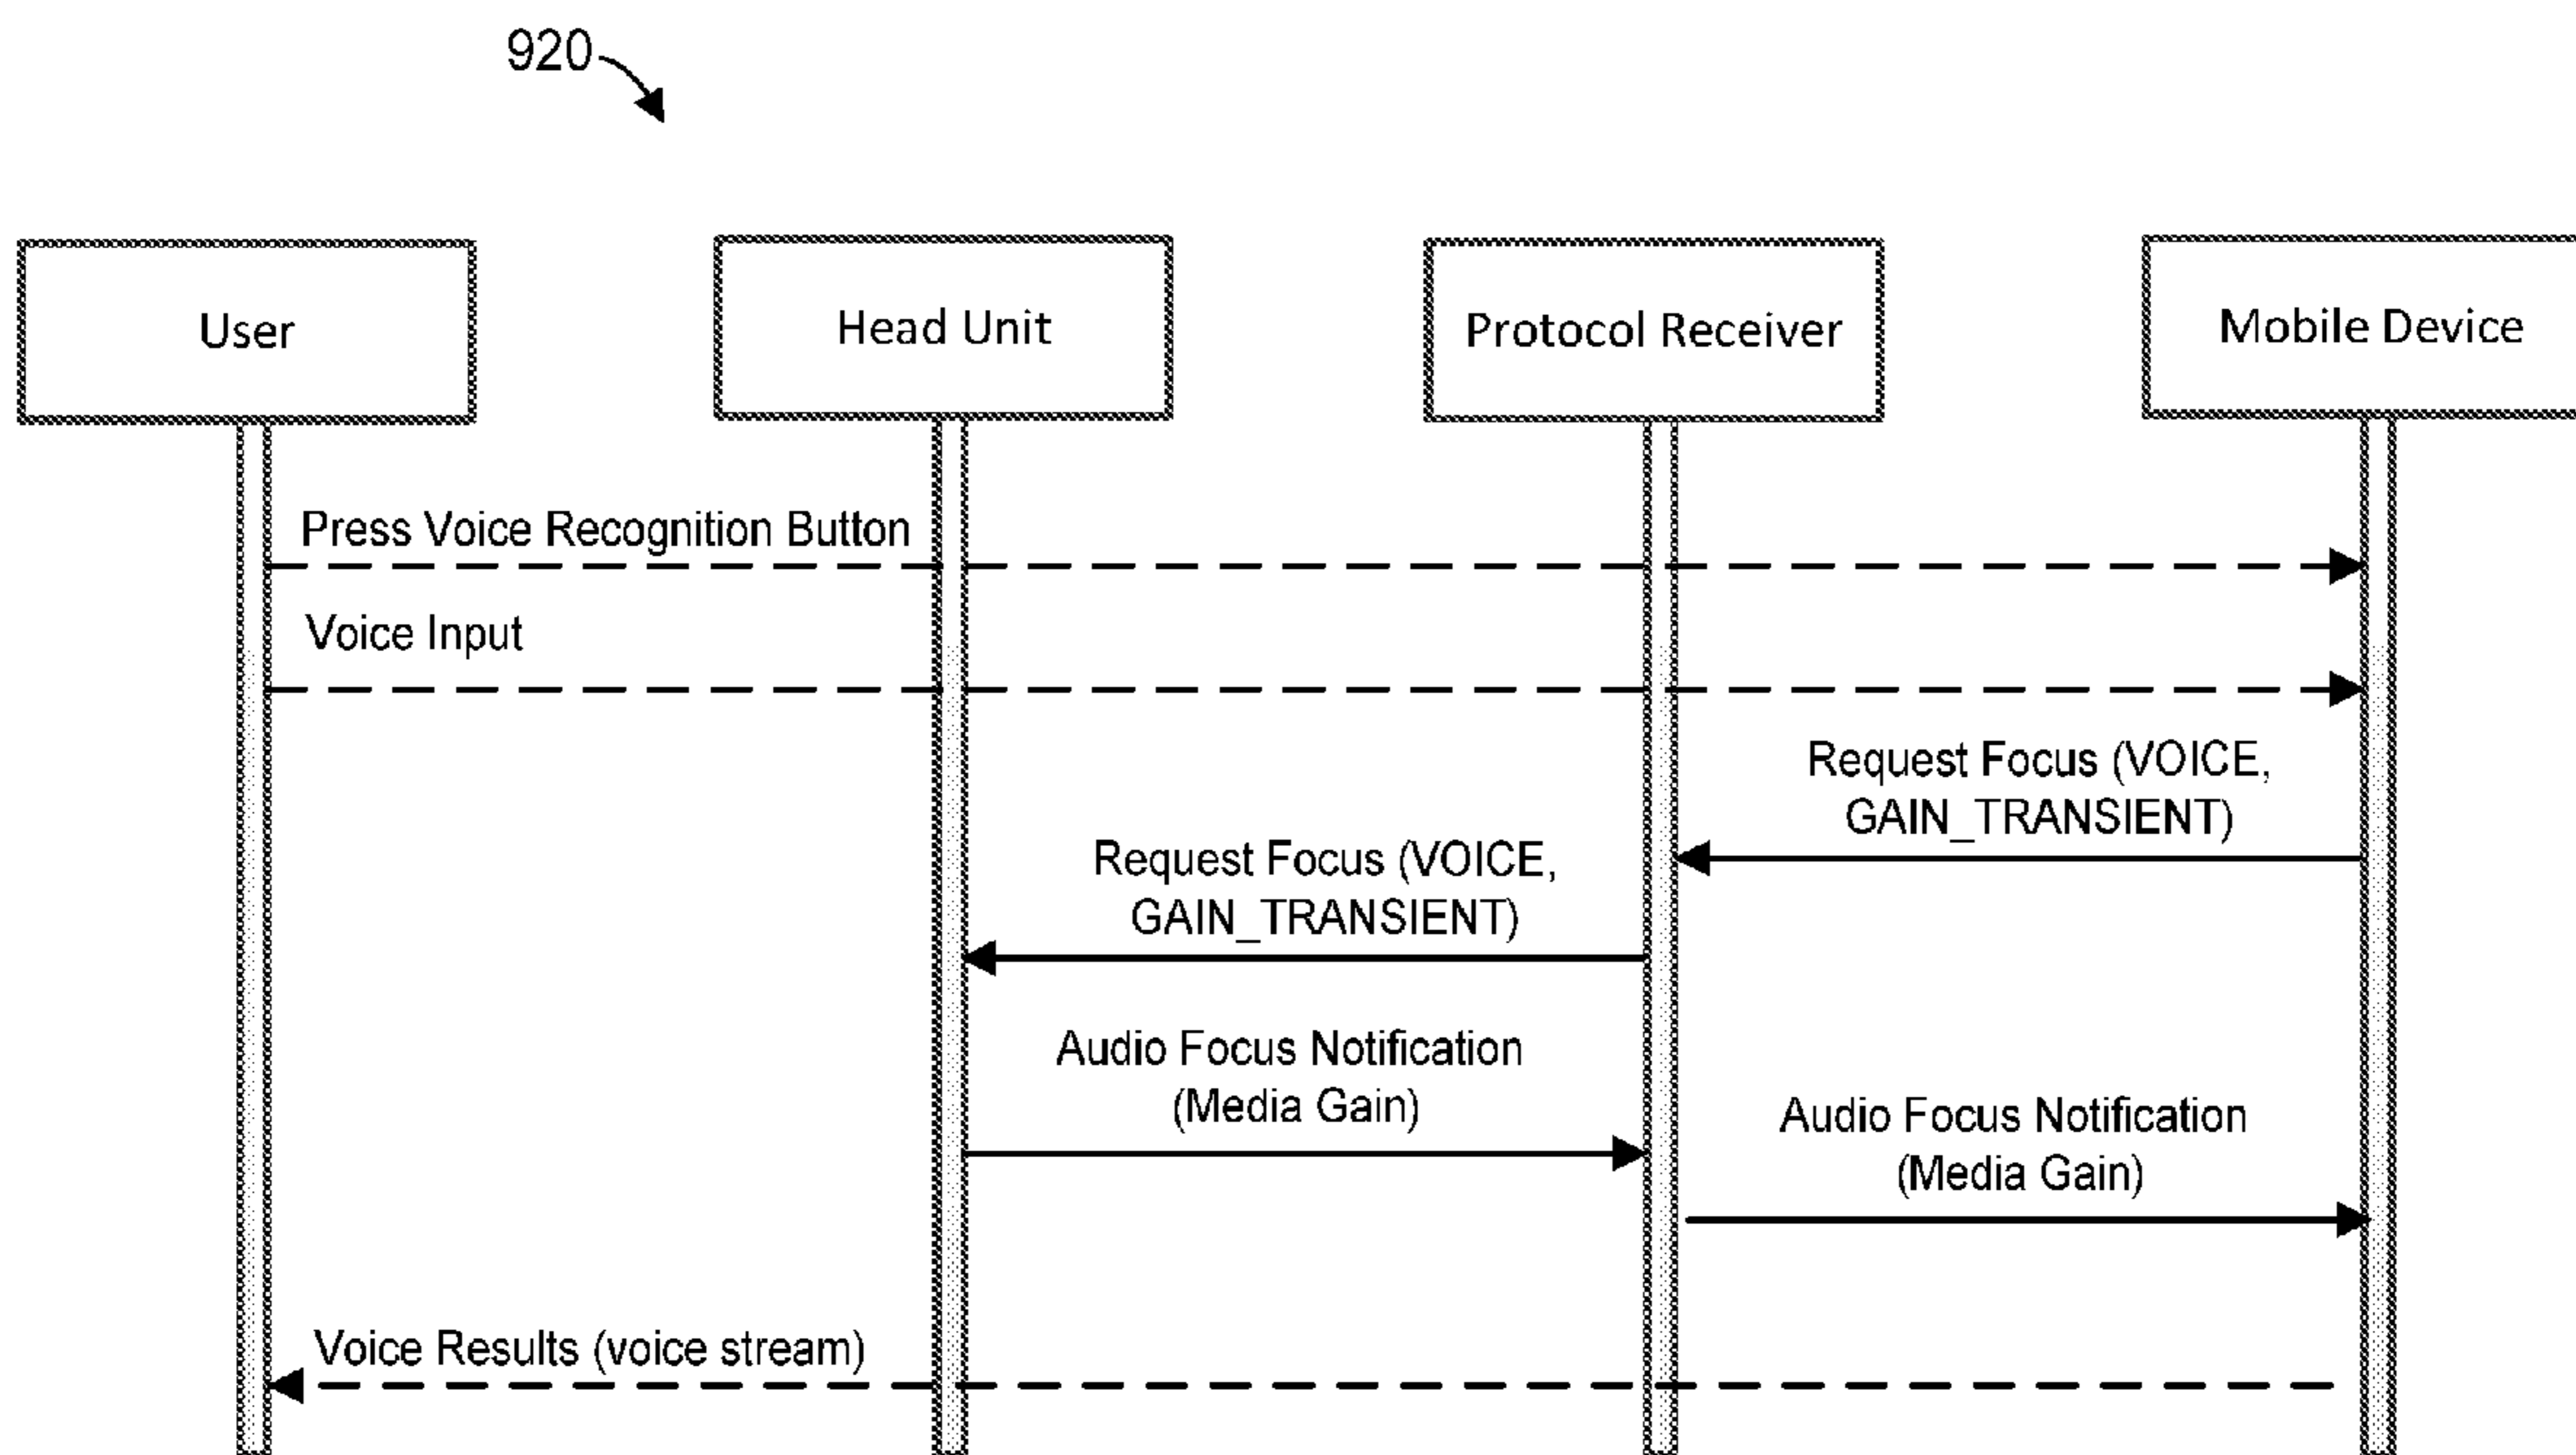 920
User
Head Unit
Protocol Receiver
Mobile Device
Press Voice Recognition Button
Voice Input
Request Focus (VOICE,
GAIN_TRANSIENT)
Request Focus (VOICE,
GAIN_TRANSIENT)
Audio Focus Notification
(Media Gain)
Audio Focus Notification
(Media Gain)
Voice Results (voice stream)